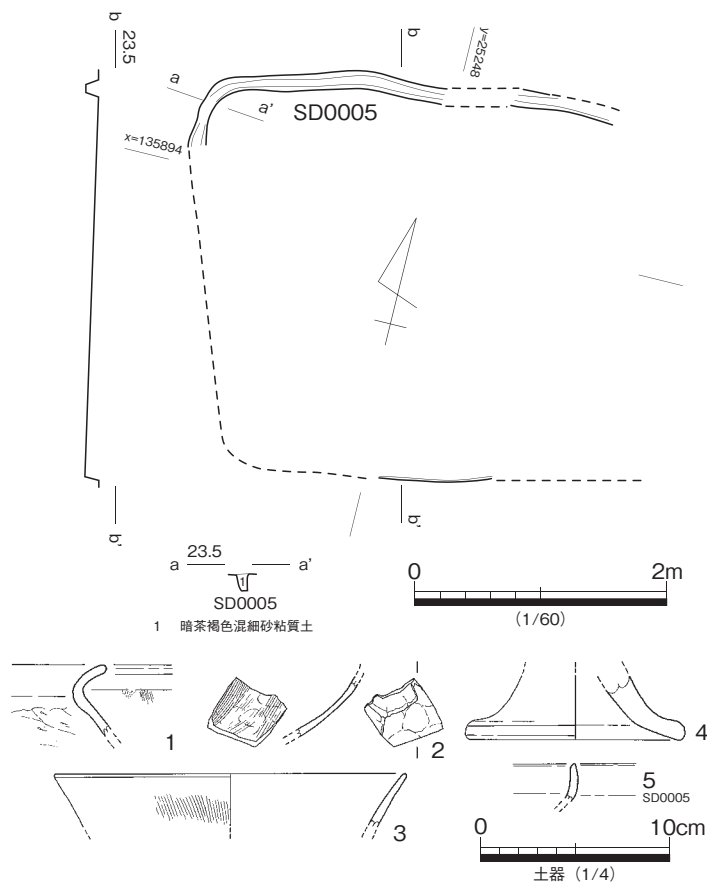 b
23.5
b
y=25248
a
a'
SD0005
x=135894
b'
b'
a 23.5 a'
1
SD0005
1 暗茶褐色混細砂粘質土
0 2m
(1/60)
1
2
3
4
5
SD0005
0 10cm
土器（1/4）